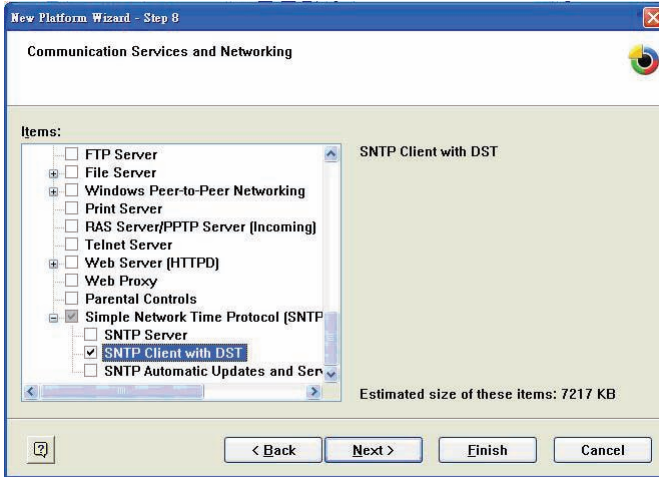 New Platform Wizard - Step 8
Communication Services and Networking
Items:
FTP Server
File Server
Windows Peer-to-Peer Networking
Print Server
RAS Server/PPTP Server (Incoming)
Telnet Server
Web Server (HTTPD)
Web Proxy
Parental Controls
Simple Network Time Protocol (SNTP
SNTP Server
SNTP Client with DST
SNTP Automatic Updates and Ser
SNTP Client with DST
Estimated size of these items: 7217 KB
< Back
Next >
Finish
Cancel